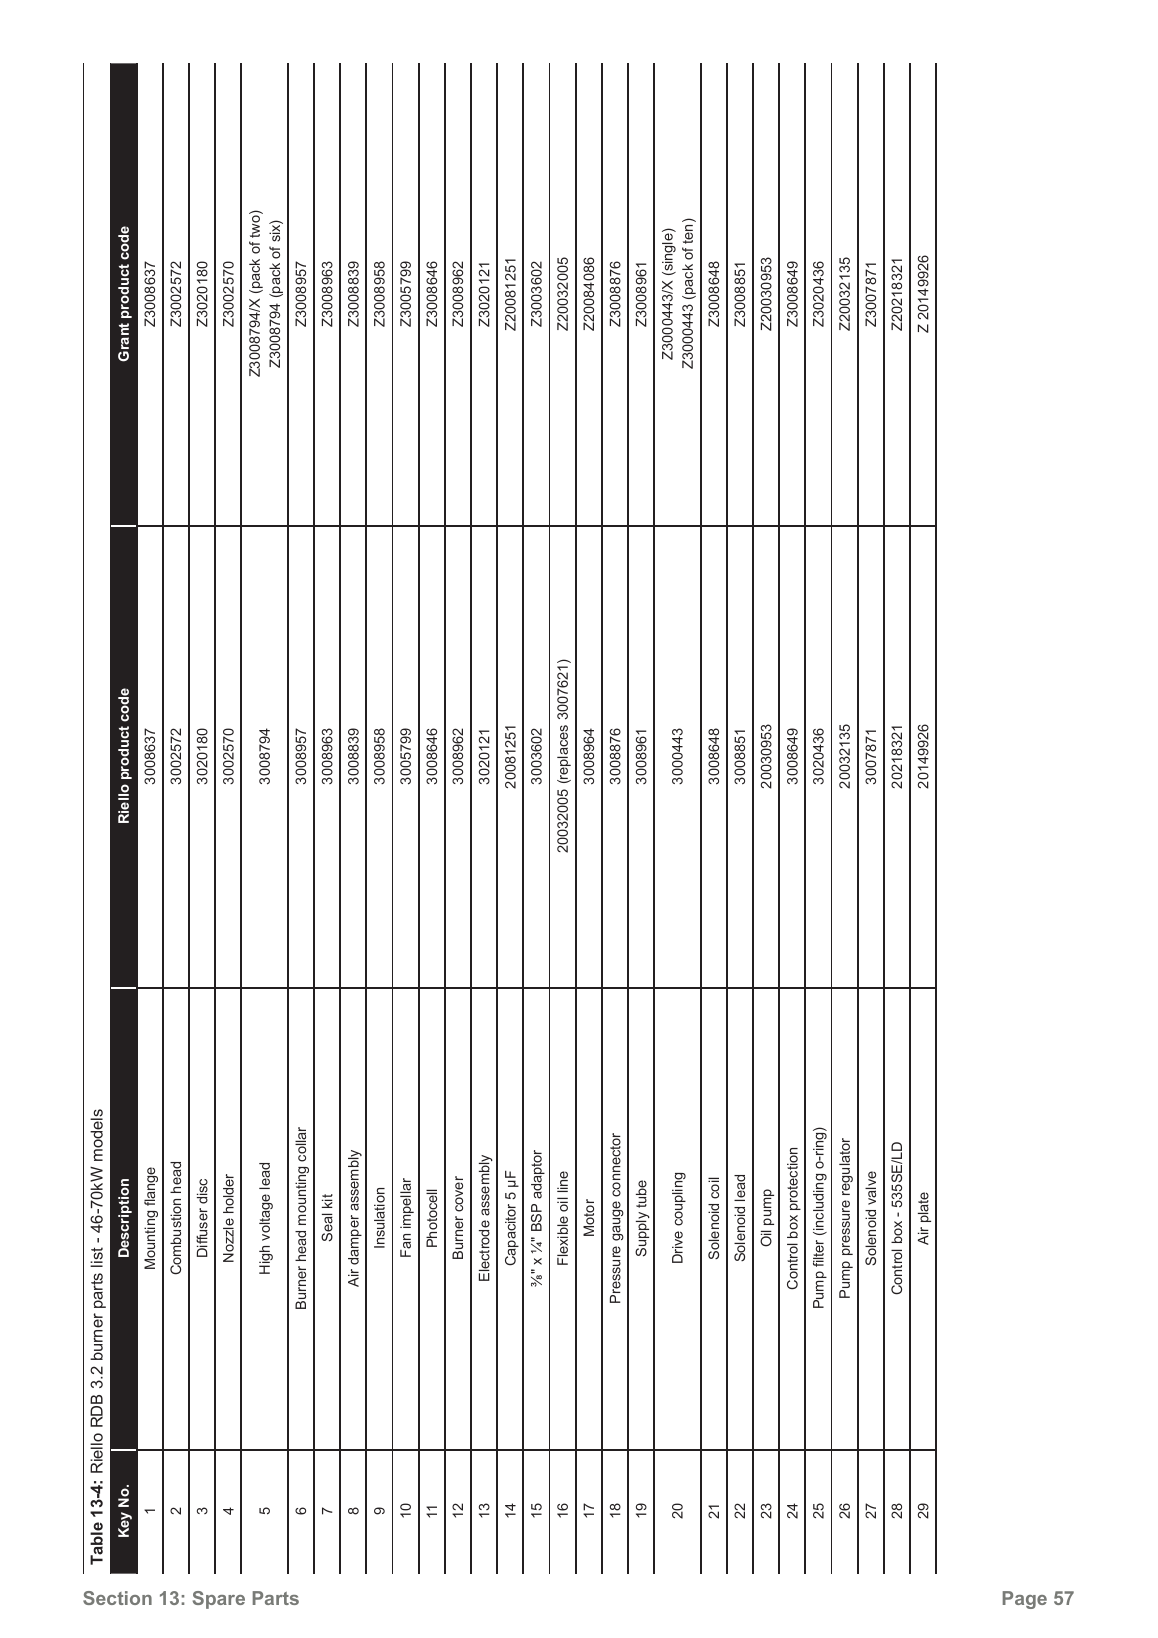 Table 13-4: Riello RDB 3.2 burner parts list - 46-70kW models
Key No. Description Riello product code Grant product code
1 Mounting flange 3008637 Z3008637
2 Combustion head 3002572 Z3002572
3 Diffuser disc 3020180 Z3020180
4 Nozzle holder 3002570 Z3002570
5 High voltage lead 3008794 Z3008794/X (pack of two)
Z3008794 (pack of six)
6 Burner head mounting collar 3008957 Z3008957
7 Seal kit 3008963 Z3008963
8 Air damper assembly 3008839 Z3008839
9 Insulation 3008958 Z3008958
10 Fan impellar 3005799 Z3005799
11 Photocell 3008646 Z3008646
12 Burner cover 3008962 Z3008962
13 Electrode assembly 3020121 Z3020121
14 Capacitor 5 µF 20081251 Z20081251
15 ⅜" x ¼" BSP adaptor 3003602 Z3003602
16 Flexible oil line 20032005 (replaces 3007621) Z20032005
17 Motor 3008964 Z20084086
18 Pressure gauge connector 3008876 Z3008876
19 Supply tube 3008961 Z3008961
20 Drive coupling 3000443 Z3000443/X (single)
Z3000443 (pack of ten)
21 Solenoid coil 3008648 Z3008648
22 Solenoid lead 3008851 Z3008851
23 Oil pump 20030953 Z20030953
24 Control box protection 3008649 Z3008649
25 Pump filter (including o-ring) 3020436 Z3020436
26 Pump pressure regulator 20032135 Z20032135
27 Solenoid valve 3007871 Z3007871
28 Control box - 535SE/LD 20218321 Z20218321
29 Air plate 20149926 Z 20149926
Section 13: Spare Parts
Page 57